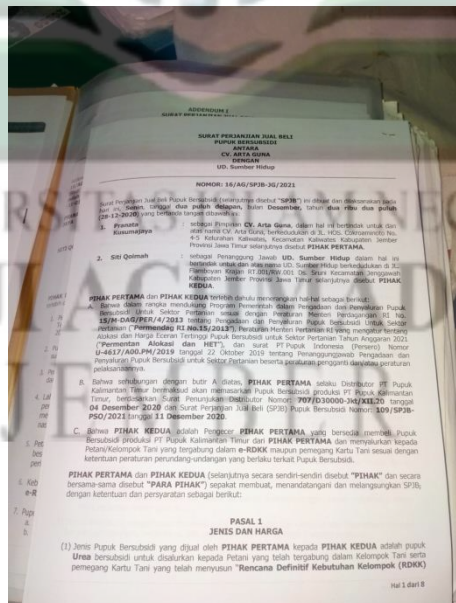 ADDENDUM I
SURAT PERJANJIAN JUAL BELI
SURAT PERJANJIAN JUAL BELI
PUPUK BERSUBSIDI
ANTARA
CV. ARTA GUNA
DENGAN
UD. Sumber Hidup
NOMOR: 16/AG/SPJB-JG/2021
Surat Perjanjian Jual beli Pupuk Bersubsidi (selanjutnya disebut "SPJB") ini dibuat dan dilaksanakan pada
hari ini, Senin, tanggal dua puluh delapan, bulan Desember, tahun dua ribu dua puluh
(28-12-2020) yang bertanda tangan dibawah ini:
1. Pranata Kusumajaya : sebagai Pimpinan CV. Arta Guna, dalam hal ini bertindak untuk dan
atas nama CV. Arta Guna, berkedudukan di JL. HOS. Cokroaminoto No.
4-5 Kelurahan Kaliwates, Kecamatan Kaliwates Kabupaten Jember
Provinsi Jawa Timur selanjutnya disebut PIHAK PERTAMA.
2. Siti Qoimah : sebagai Penanggung Jawab UD. Sumber Hidup dalam hal ini
bertindak untuk dan atas nama UD. Sumber Hidup berkedudukan di JL.
Flamboyan Krajan RT.001/RW.001 Ds. Sruni Kecamatan Jenggawah
Kabupaten Jember Provinsi Jawa Timur selanjutnya disebut PIHAK
KEDUA.
PIHAK PERTAMA dan PIHAK KEDUA terlebih dahulu menerangkan hal-hal sebagai berikut:
A. Bahwa dalam rangka mendukung Program Pemerintah dalam Pengadaan dan Penyaluran Pupuk
Bersubsidi Untuk Sektor Pertanian sesuai dengan Peraturan Menteri Perdagangan RI No.
15/M-DAG/PER/4/2013 tentang Pengadaan dan Penyaluran Pupuk Bersubsidi Untuk Sektor
Pertanian ("Permendag RI No.15/2013"), Peraturan Menteri Pertanian RI yang mengatur tentang
Alokasi dan Harga Eceran Tertinggi Pupuk Bersubsidi untuk Sektor Pertanian Tahun Anggaran 2021
("Permentan Alokasi dan HET"), dan surat PT Pupuk Indonesia (Persero) Nomor
U-4617/A00.PM/2019 tanggal 22 Oktober 2019 tentang Penanggungjawab Pengadaan dan
Penyaluran Pupuk Bersubsidi untuk Sektor Pertanian beserta peraturan pengganti dan/atau peraturan
pelaksanaannya.
B. Bahwa sehubungan dengan butir A diatas, PIHAK PERTAMA selaku Distributor PT Pupuk
Kalimantan Timur bermaksud akan memasarkan Pupuk Bersubsidi produksi PT Pupuk Kalimantan
Timur, berdasarkan Surat Penunjukan Distributor Nomor: 707/D30000-Jkt/XII.20 tanggal
04 Desember 2020 dan Surat Perjanjian Jual Beli (SPJB) Pupuk Bersubsidi Nomor: 109/SPJB-
PSO/2021 tanggal 11 Desember 2020.
C. Bahwa PIHAK KEDUA adalah Pengecer PIHAK PERTAMA yang bersedia membeli Pupuk
Bersubsidi produksi PT Pupuk Kalimantan Timur dari PIHAK PERTAMA dan menyalurkan kepada
Petani/Kelompok Tani yang tergabung dalam e-RDKK maupun pemegang Kartu Tani sesuai dengan
ketentuan peraturan perundang-undangan yang berlaku terkait Pupuk Bersubsidi.
PIHAK PERTAMA dan PIHAK KEDUA (selanjutnya secara sendiri-sendiri disebut "PIHAK" dan secara
bersama-sama disebut "PARA PIHAK") sepakat membuat, menandatangani dan melangsungkan SPJB,
dengan ketentuan dan persyaratan sebagai berikut:
PASAL 1
JENIS DAN HARGA
(1) Jenis Pupuk Bersubsidi yang dijual oleh PIHAK PERTAMA kepada PIHAK KEDUA adalah pupuk
Urea bersubsidi untuk disalurkan kepada Petani yang telah tergabung dalam Kelompok Tani serta
pemegang Kartu Tani yang telah menyusun "Rencana Definitif Kebutuhan Kelompok (RDKK)
Hal 1 dari 8